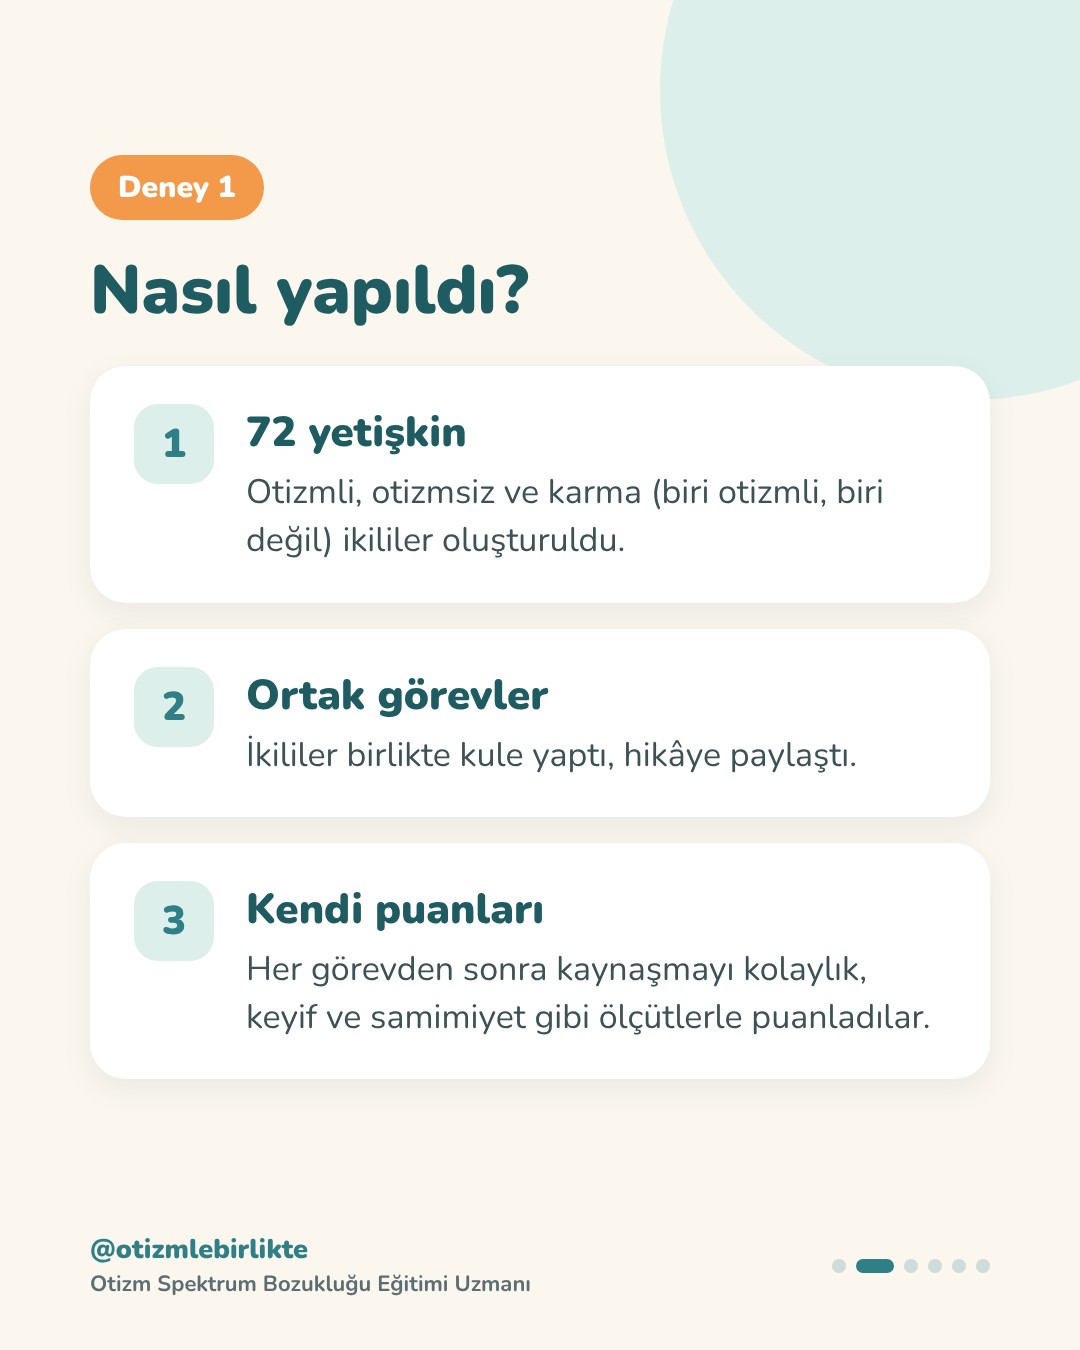 Deney 1
Nasıl yapıldı?
1
72 yetişkin
Otizmli, otizmsiz ve karma (biri otizmli, biri
değil) ikililer oluşturuldu.
2
Ortak görevler
İkililer birlikte kule yaptı, hikâye paylaştı.
3
Kendi puanları
Her görevden sonra kaynaşmayı kolaylık,
keyif ve samimiyet gibi ölçütlerle puanladılar.
@otizmlebirlikte
Otizm Spektrum Bozukluğu Eğitimi Uzmanı